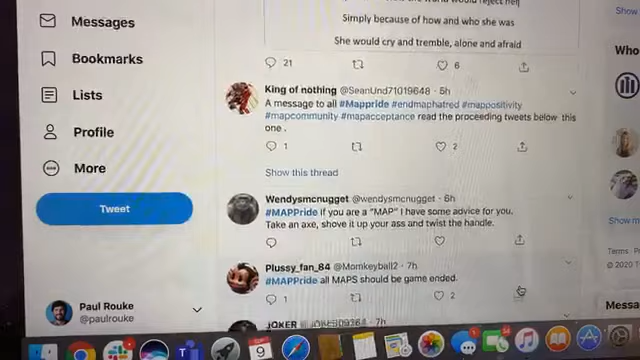 Simply because of how and who she was
She would cry and tremble, alone and afraid
21
6
King of nothing @SeanUnd71019648 · 5h
A message to all #Mappride #endmaphatred #mappositivity
#mapcommunity #mapacceptance read the proceeding tweets below this
one .
1
2
Show this thread
Wendysmcnugget @wendysmcnugget · 6h
#MAPPride if you are a "MAP" I have some advice for you.
Take an axe, shove it up your ass and twist the handle.
Plussy_fan_84 @Momkeyball2 · 7h
#MAPPride all MAPS should be game ended.
1
2
JOKER
7h
Messages
Bookmarks
Lists
Profile
More
Tweet
Paul Rouke
@paulrouke
Show
Who
Show m
Terms
© 2020
Messa
9